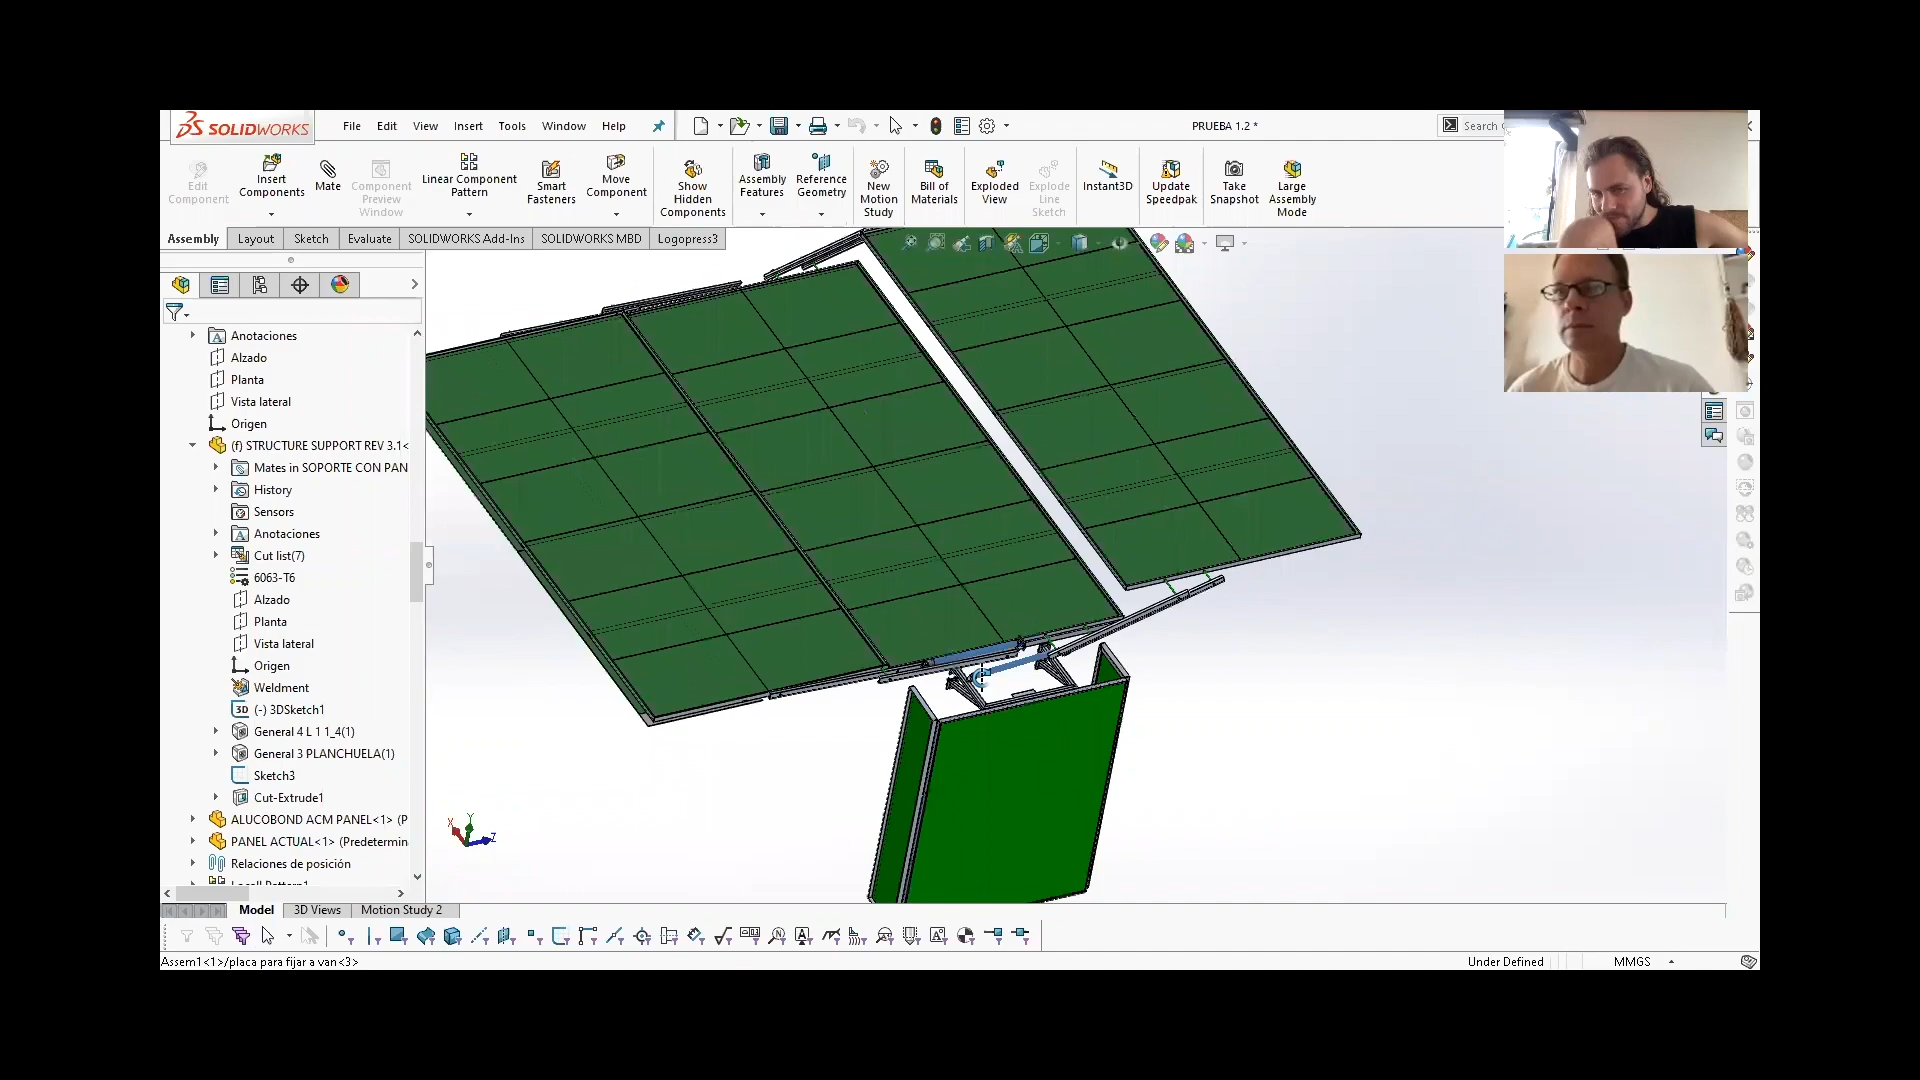 SOLIDWORKS File Edit View Insert Tools Window Help PRUEBA 1.2 * Search
Edit Component
Insert Components
Mate
Component Preview Window
Linear Component Pattern
Smart Fasteners
Move Component
Show Hidden Components
Assembly Features
Reference Geometry
New Motion Study
Bill of Materials
Exploded View
Explode Line Sketch
Instant3D
Update Speedpak
Take Snapshot
Large Assembly Mode
Assembly Layout Sketch Evaluate SOLIDWORKS Add-Ins SOLIDWORKS MBD Logopress3
Anotaciones
Alzado
Planta
Vista lateral
Origen
(f) STRUCTURE SUPPORT REV 3.1<
Mates in SOPORTE CON PAN
History
Sensors
Anotaciones
Cut list(7)
6063-T6
Alzado
Planta
Vista lateral
Origen
Weldment
3D (-) 3DSketch1
General 4 L 1 1_4(1)
General 3 PLANCHUELA(1)
Sketch3
Cut-Extrude1
ALUCOBOND ACM PANEL<1> (P
PANEL ACTUAL<1> (Predetermin
Relaciones de posición
X Y Z
Model 3D Views Motion Study 2
Assem1<1>/placa para fijar a van<3> Under Defined MMGS